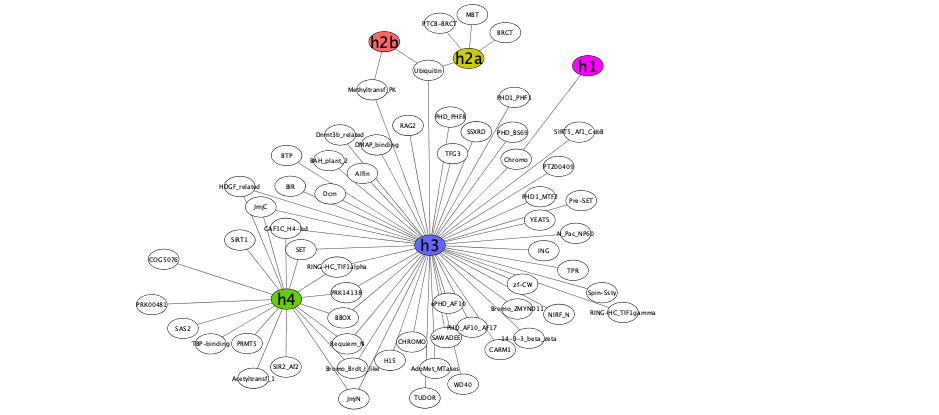 MBT
PTCB-BRCT
BRCT
h2b
h2a
h1
Ubiquitin
Methyltransf_PK
PHD1_PHF1
PHD_PHF8
RAG2
SSXRD
PHD_BS69
SIRT5_Af1_CobB
Dnmt3b_related
DMAP_binding
TFG3
Chromo
BTP
BAH_plant_2
Alfin
PTZ00409
HDGF_related
BIR
Dcm
PHD1_MTF2
Pre-SET
JmjC
YEATS
CAF1C_H4-bd
N_Pac_NP60
SIRT1
SET
h3
ING
COG5076
RING-HC_TIF1alpha
TPR
zf-CW
PRK14138
Spin-Ssty
h4
PRK00481
ePHD_AF10
Bromo_ZMYND11
NIRF_N
RING-HC_TIF1gamma
BBOX
SAS2
PHD_AF10_AF17
TBP-binding
PRMT5
Requiem_N
CHROMO
SAWADEE
14-3-3_beta_zeta
CARM1
H15
SIR2_Af2
Bromo_Brdt_I_like
AdoMet_MTases
Acetyltransf_1
WD40
JmjN
TUDOR